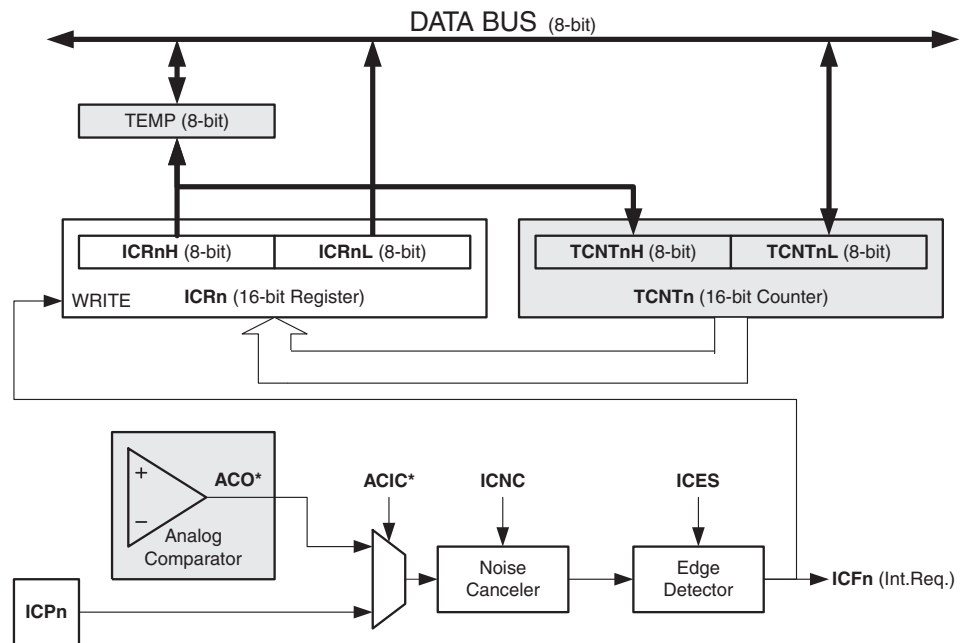 DATA BUS (8-bit)
TEMP (8-bit)
ICRnH (8-bit) ICRnL (8-bit) TCNTnH (8-bit) TCNTnL (8-bit)
WRITE ICRn (16-bit Register) TCNTn (16-bit Counter)
+
−
ACO*
Analog
Comparator
ACIC* ICNC ICES
Noise
Canceler
Edge
Detector
ICFn (Int.Req.)
ICPn